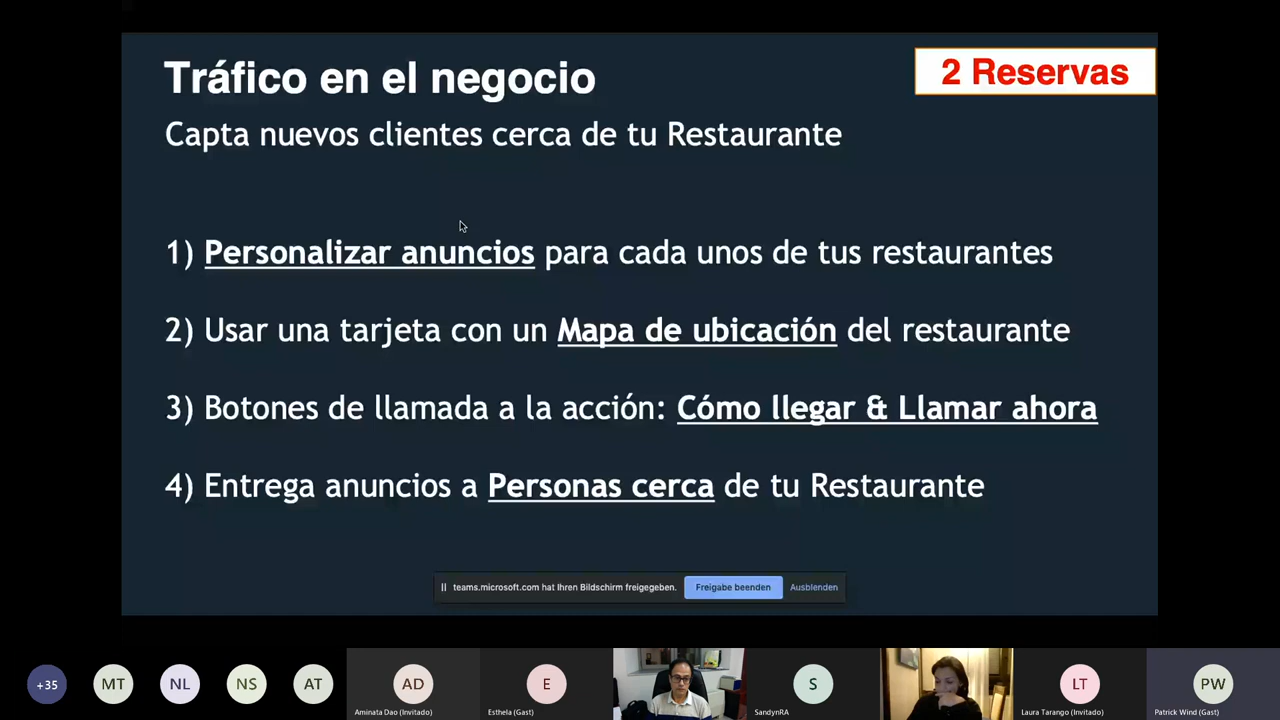 Tráfico en el negocio
2 Reservas
Capta nuevos clientes cerca de tu Restaurante
1) Personalizar anuncios para cada unos de tus restaurantes
2) Usar una tarjeta con un Mapa de ubicación del restaurante
3) Botones de llamada a la acción: Cómo llegar & Llamar ahora
4) Entrega anuncios a Personas cerca de tu Restaurante
teams.microsoft.com hat Ihren Bildschirm freigegeben. Freigabe beenden Ausblenden
+35 MT NL NS AT AD E S LT PW
Aminata Dao (Invitado) Esthela (Gast) SandynRA Laura Tarango (Invitado) Patrick Wind (Gast)